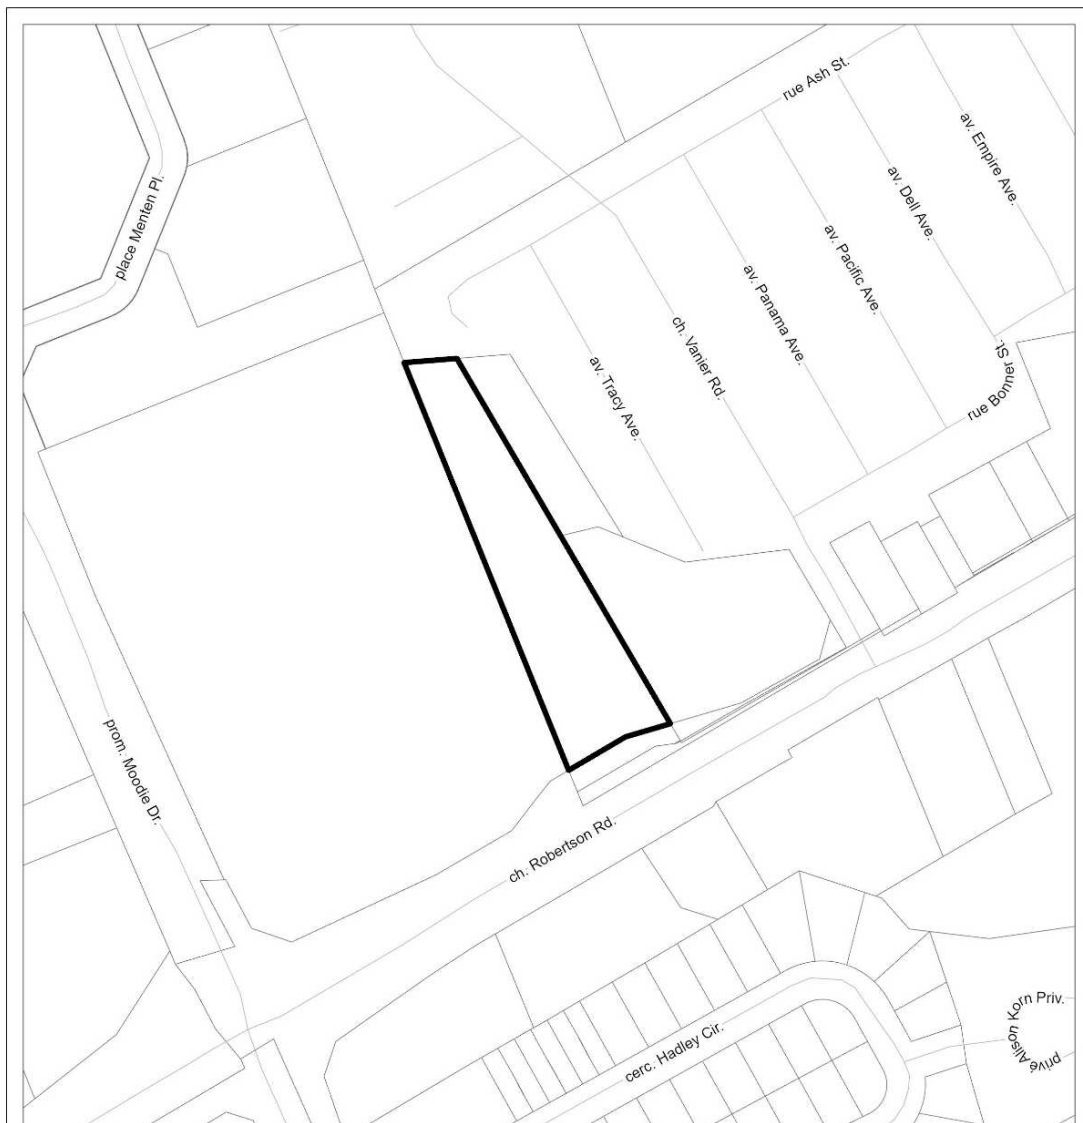 rue Ash St.
av. Empire Ave.
av. Dell Ave.
place Menten Pl.
av. Pacific Ave.
av. Panama Ave.
ch. Vanier Rd.
av. Tracy Ave.
rue Bonner St.
prom. Moodie Dr.
ch. Robertson Rd.
cerc. Hadley Cir.
privé Alison Korn Priv.